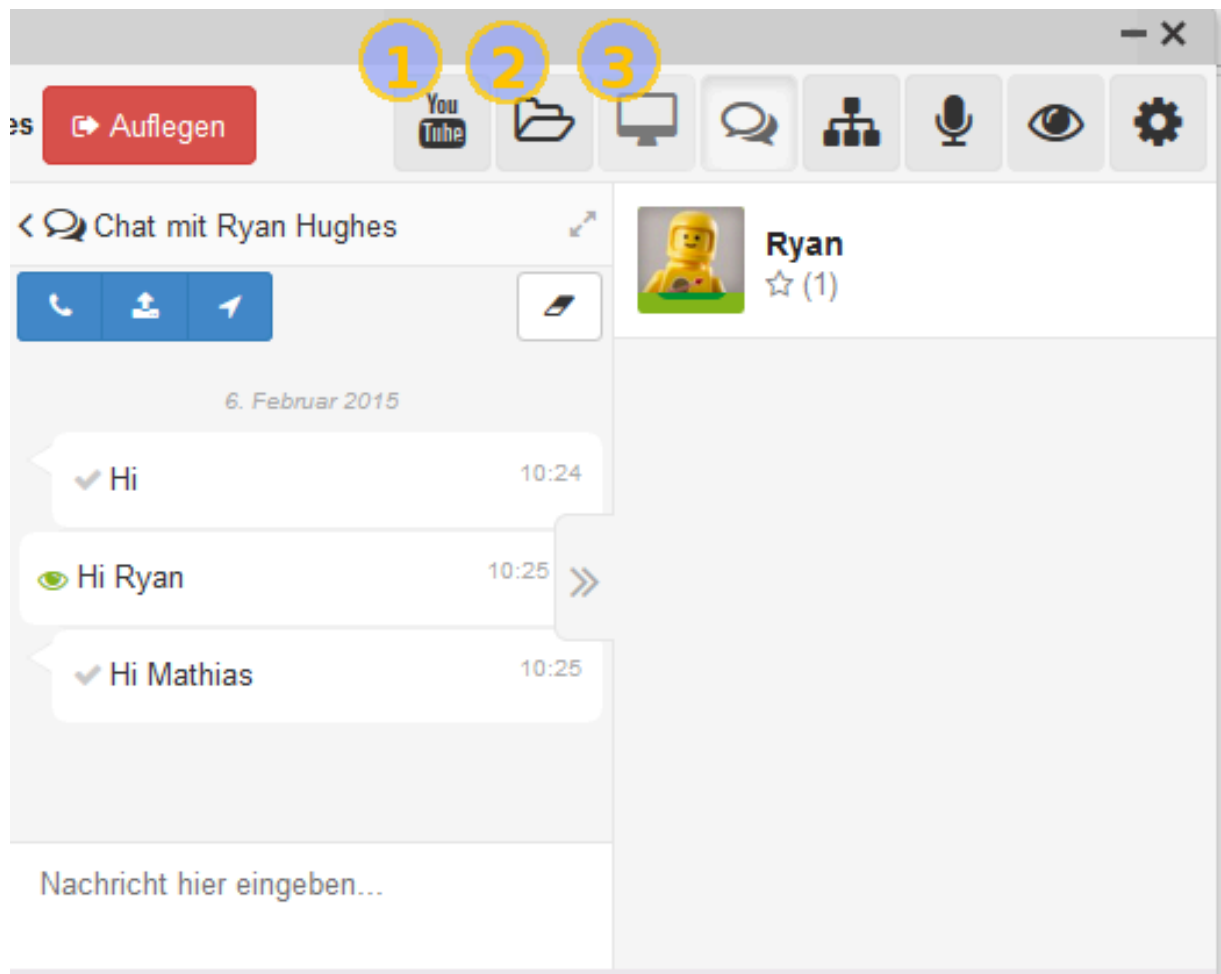 1 2 3
es Auflegen You Tube
Chat mit Ryan Hughes
Ryan
(1)
6. Februar 2015
Hi 10:24
Hi Ryan 10:25
Hi Mathias 10:25
Nachricht hier eingeben...